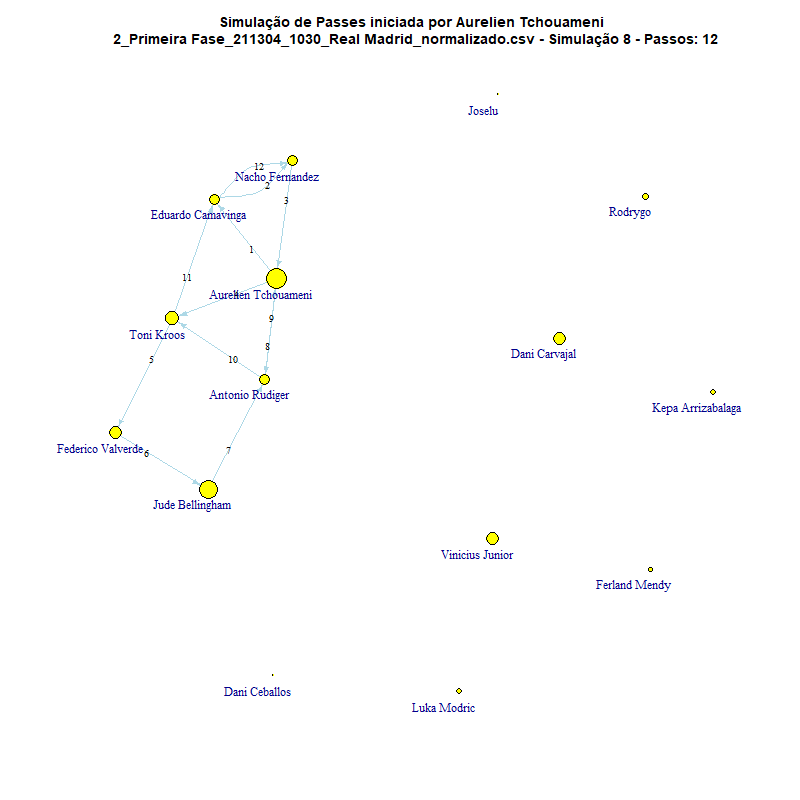 Simulação de Passes iniciada por Aurelien Tchouameni
2_Primeira Fase_211304_1030_Real Madrid_normalizado.csv - Simulação 8 - Passos: 12
Joselu
12
Nacho Fernandez
2
3
Rodrygo
Eduardo Camavinga
1
11
Aurelien Tchouameni
4
9
Toni Kroos
8
Dani Carvajal
5
10
Antonio Rudiger
Kepa Arrizabalaga
Federico Valverde
6
7
Jude Bellingham
Vinicius Junior
Ferland Mendy
Dani Ceballos
Luka Modric